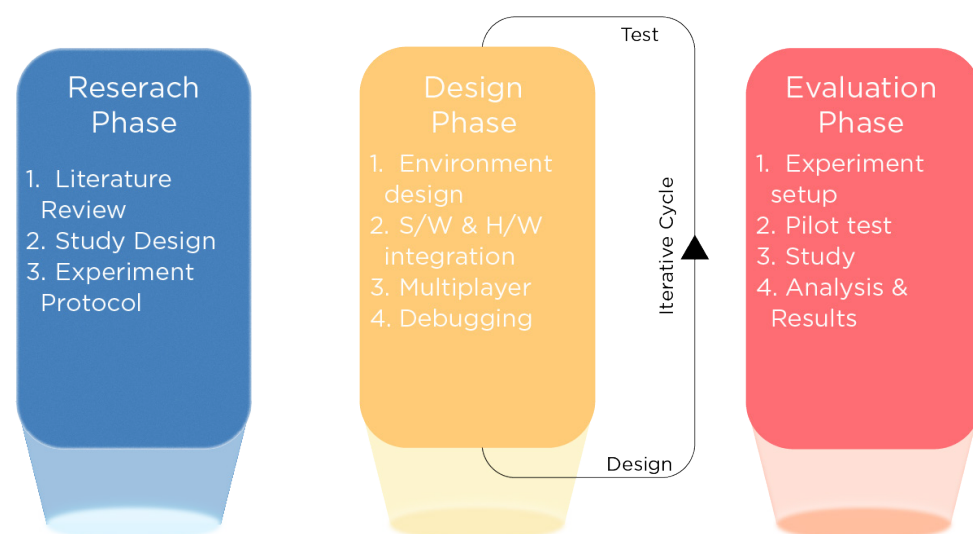 Reserach
Phase
1. Literature
Review
2. Study Design
3. Experiment
Protocol
Design
Phase
1. Environment
design
2. S/W & H/W
integration
3. Multiplayer
4. Debugging
Test
Iterative Cycle
Design
Evaluation
Phase
1. Experiment
setup
2. Pilot test
3. Study
4. Analysis &
Results